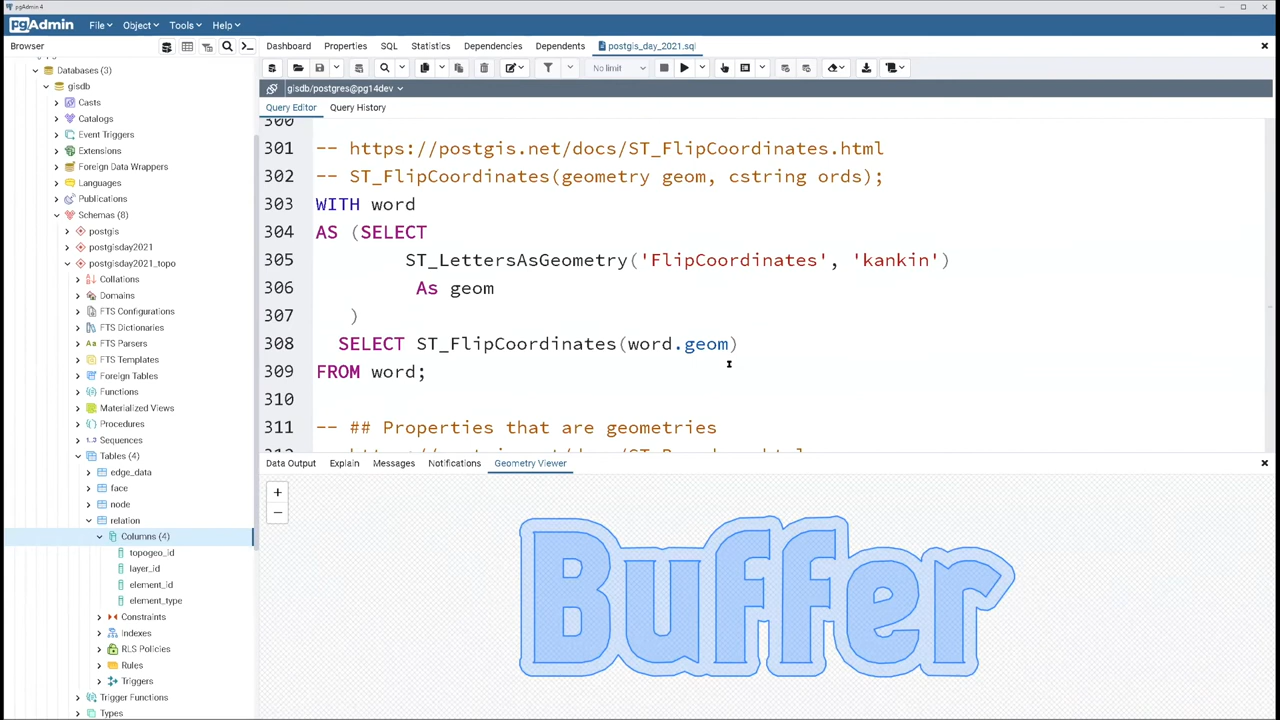 pgAdmin 4
pgAdmin File Object Tools Help
Browser
Dashboard Properties SQL Statistics Dependencies Dependents postgis_day_2021.sql
No limit
gisdb/postgres@pg14dev
Query Editor Query History
Databases (3)
gisdb
Casts
Catalogs
Event Triggers
Extensions
Foreign Data Wrappers
Languages
Publications
Schemas (8)
postgis
postgisday2021
postgisday2021_topo
Collations
Domains
FTS Configurations
FTS Dictionaries
FTS Parsers
FTS Templates
Foreign Tables
Functions
Materialized Views
Procedures
Sequences
Tables (4)
edge_data
face
node
relation
Columns (4)
topogeo_id
layer_id
element_id
element_type
Constraints
Indexes
RLS Policies
Rules
Triggers
Trigger Functions
Types
300
301 -- https://postgis.net/docs/ST_FlipCoordinates.html
302 -- ST_FlipCoordinates(geometry geom, cstring ords);
303 WITH word
304 AS (SELECT
305 ST_LettersAsGeometry('FlipCoordinates', 'kankin')
306 As geom
307 )
308 SELECT ST_FlipCoordinates(word.geom)
309 FROM word;
310
311 -- ## Properties that are geometries
Data Output Explain Messages Notifications Geometry Viewer
+
−
Buffer